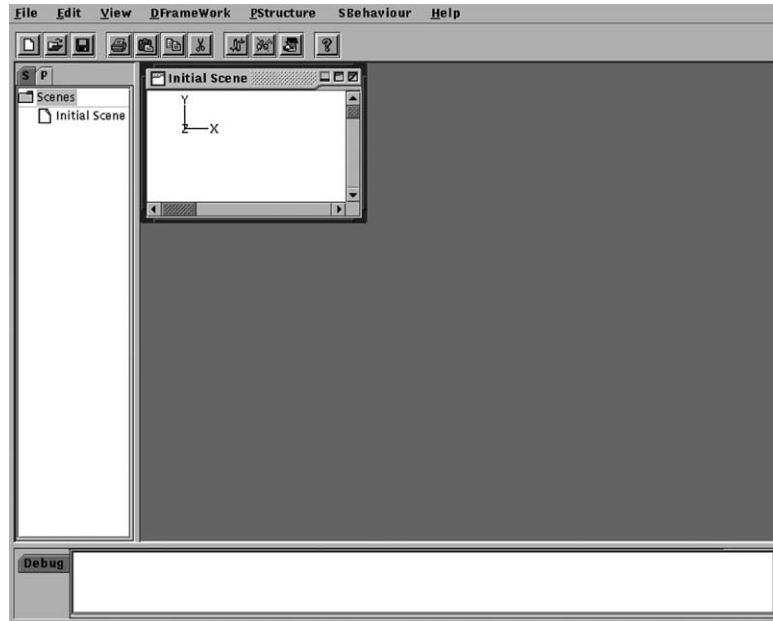 File Edit View DFrameWork PStructure SBehaviour Help
?
S P
Initial Scene
Scenes
Initial Scene
Y
Z X
Debug